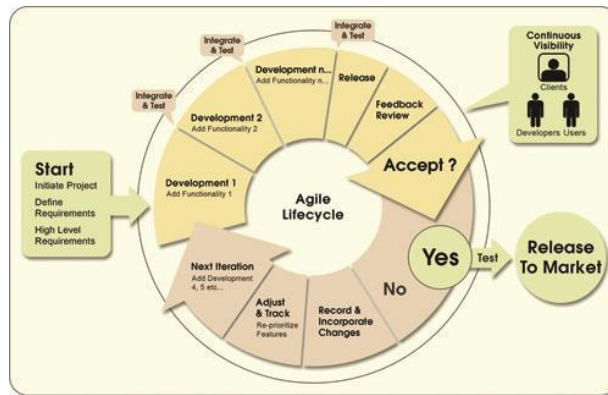 Start
Initiate Project
Define
Requirements
High Level
Requirements
Integrate
& Test
Development 1
Add Functionality 1
Integrate
& Test
Development 2
Add Functionality 2
Integrate
& Test
Development n...
Add Functionality n...
Release
Feedback
Review
Accept ?
Continuous
Visibility
Clients
Developers
Users
Agile
Lifecycle
Yes
Test
Release
To Market
No
Record &
Incorporate
Changes
Adjust
& Track
Re-prioritize
Features
Next Iteration
Add Development
4, 5 etc...